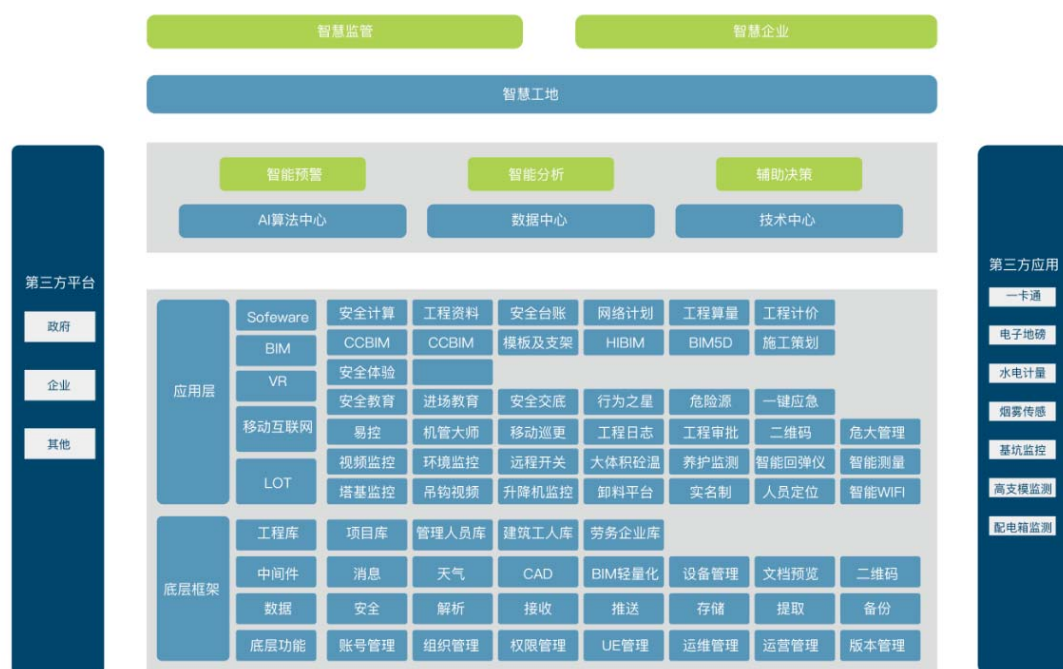 智慧监管
智慧企业
智慧工地
智能预警
智能分析
辅助决策
AI算法中心
数据中心
技术中心
第三方平台
政府
企业
其他
应用层
Sofeware
安全计算
工程资料
安全台账
网络计划
工程算量
工程计价
BIM
CCBIM
CCBIM
模板及支架
HIBIM
BIM5D
施工策划
VR
安全体验
移动互联网
安全教育
进场教育
安全交底
行为之星
危险源
一键应急
易控
机管大师
移动巡更
工程日志
工程审批
二维码
危大管理
LOT
视频监控
环境监控
远程开关
大体积砼温
养护监测
智能回弹仪
智能测量
塔基监控
吊钩视频
升降机监控
卸料平台
实名制
人员定位
智能WIFI
底层框架
工程库
项目库
管理人员库
建筑工人库
劳务企业库
中间件
消息
天气
CAD
BIM轻量化
设备管理
文档预览
二维码
数据
安全
解析
接收
推送
存储
提取
备份
底层功能
账号管理
组织管理
权限管理
UE管理
运维管理
运营管理
版本管理
第三方应用
一卡通
电子地磅
水电计量
烟雾传感
基坑监控
高支模监测
配电箱监测